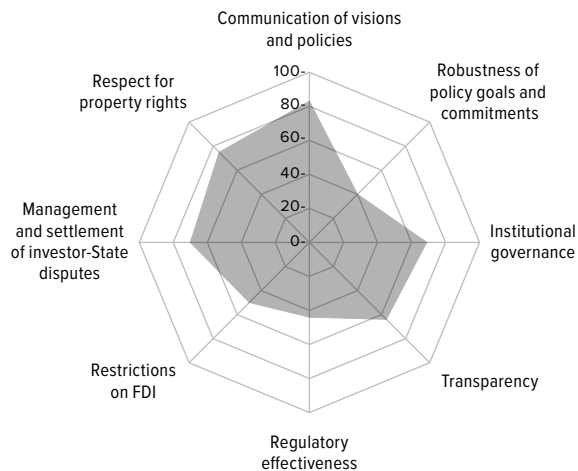 Communication of visions
and policies
Robustness of
policy goals and
commitments
Respect for
property rights
100-
80-
60-
40-
20-
0-
Management
and settlement
of investor-State
disputes
Institutional
governance
Restrictions
on FDI
Transparency
Regulatory
effectiveness